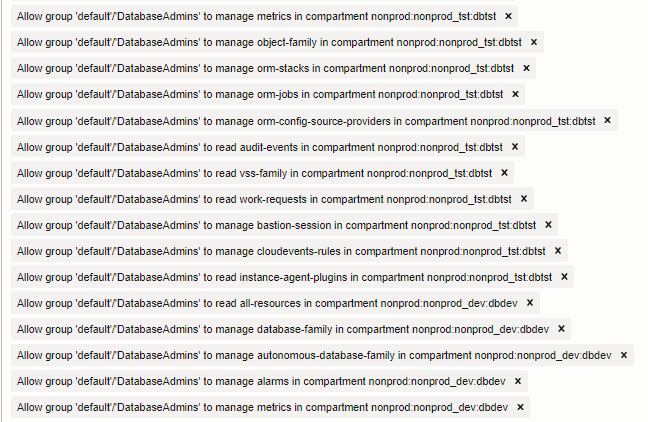 Allow group 'default'/'DatabaseAdmins' to manage metrics in compartment nonprod:nonprod_tst:dbtst ×
Allow group 'default'/'DatabaseAdmins' to manage object-family in compartment nonprod:nonprod_tst:dbtst ×
Allow group 'default'/'DatabaseAdmins' to manage orm-stacks in compartment nonprod:nonprod_tst:dbtst ×
Allow group 'default'/'DatabaseAdmins' to manage orm-jobs in compartment nonprod:nonprod_tst:dbtst ×
Allow group 'default'/'DatabaseAdmins' to manage orm-config-source-providers in compartment nonprod:nonprod_tst:dbtst ×
Allow group 'default'/'DatabaseAdmins' to read audit-events in compartment nonprod:nonprod_tst:dbtst ×
Allow group 'default'/'DatabaseAdmins' to read vss-family in compartment nonprod:nonprod_tst:dbtst ×
Allow group 'default'/'DatabaseAdmins' to read work-requests in compartment nonprod:nonprod_tst:dbtst ×
Allow group 'default'/'DatabaseAdmins' to manage bastion-session in compartment nonprod:nonprod_tst:dbtst ×
Allow group 'default'/'DatabaseAdmins' to manage cloudevents-rules in compartment nonprod:nonprod_tst:dbtst ×
Allow group 'default'/'DatabaseAdmins' to read instance-agent-plugins in compartment nonprod:nonprod_tst:dbtst ×
Allow group 'default'/'DatabaseAdmins' to read all-resources in compartment nonprod:nonprod_dev:dbdev ×
Allow group 'default'/'DatabaseAdmins' to manage database-family in compartment nonprod:nonprod_dev:dbdev ×
Allow group 'default'/'DatabaseAdmins' to manage autonomous-database-family in compartment nonprod:nonprod_dev:dbdev ×
Allow group 'default'/'DatabaseAdmins' to manage alarms in compartment nonprod:nonprod_dev:dbdev ×
Allow group 'default'/'DatabaseAdmins' to manage metrics in compartment nonprod:nonprod_dev:dbdev ×